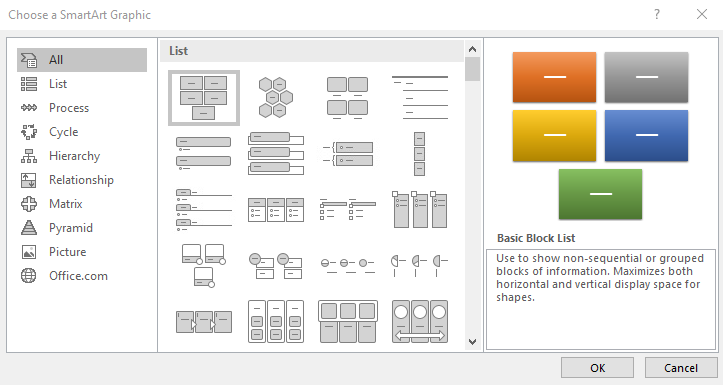 Choose a SmartArt Graphic
?
All
List
Process
Cycle
Hierarchy
Relationship
Matrix
Pyramid
Picture
Office.com
List
Basic Block List
Use to show non-sequential or grouped
blocks of information. Maximizes both
horizontal and vertical display space for
shapes.
OK
Cancel